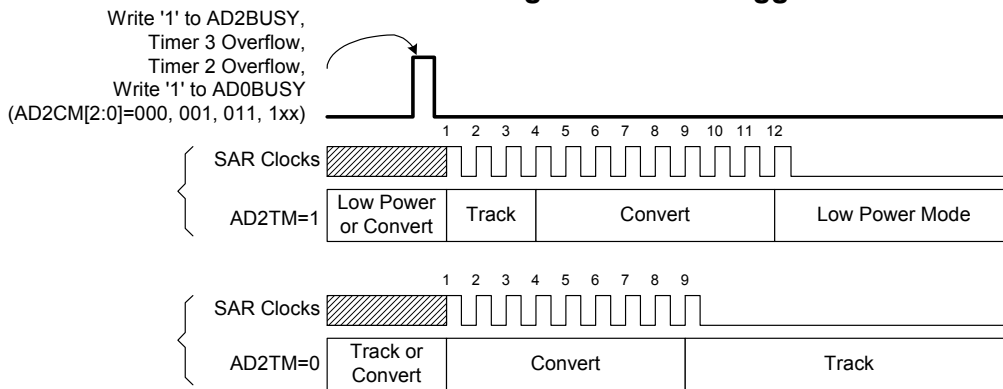 Write '1' to AD2BUSY,
Timer 3 Overflow,
Timer 2 Overflow,
Write '1' to AD0BUSY
(AD2CM[2:0]=000, 001, 011, 1xx)
1 2 3 4 5 6 7 8 9 10 11 12
SAR Clocks
AD2TM=1
Low Power
or Convert
Track
Convert
Low Power Mode
1 2 3 4 5 6 7 8 9
SAR Clocks
AD2TM=0
Track or
Convert
Convert
Track